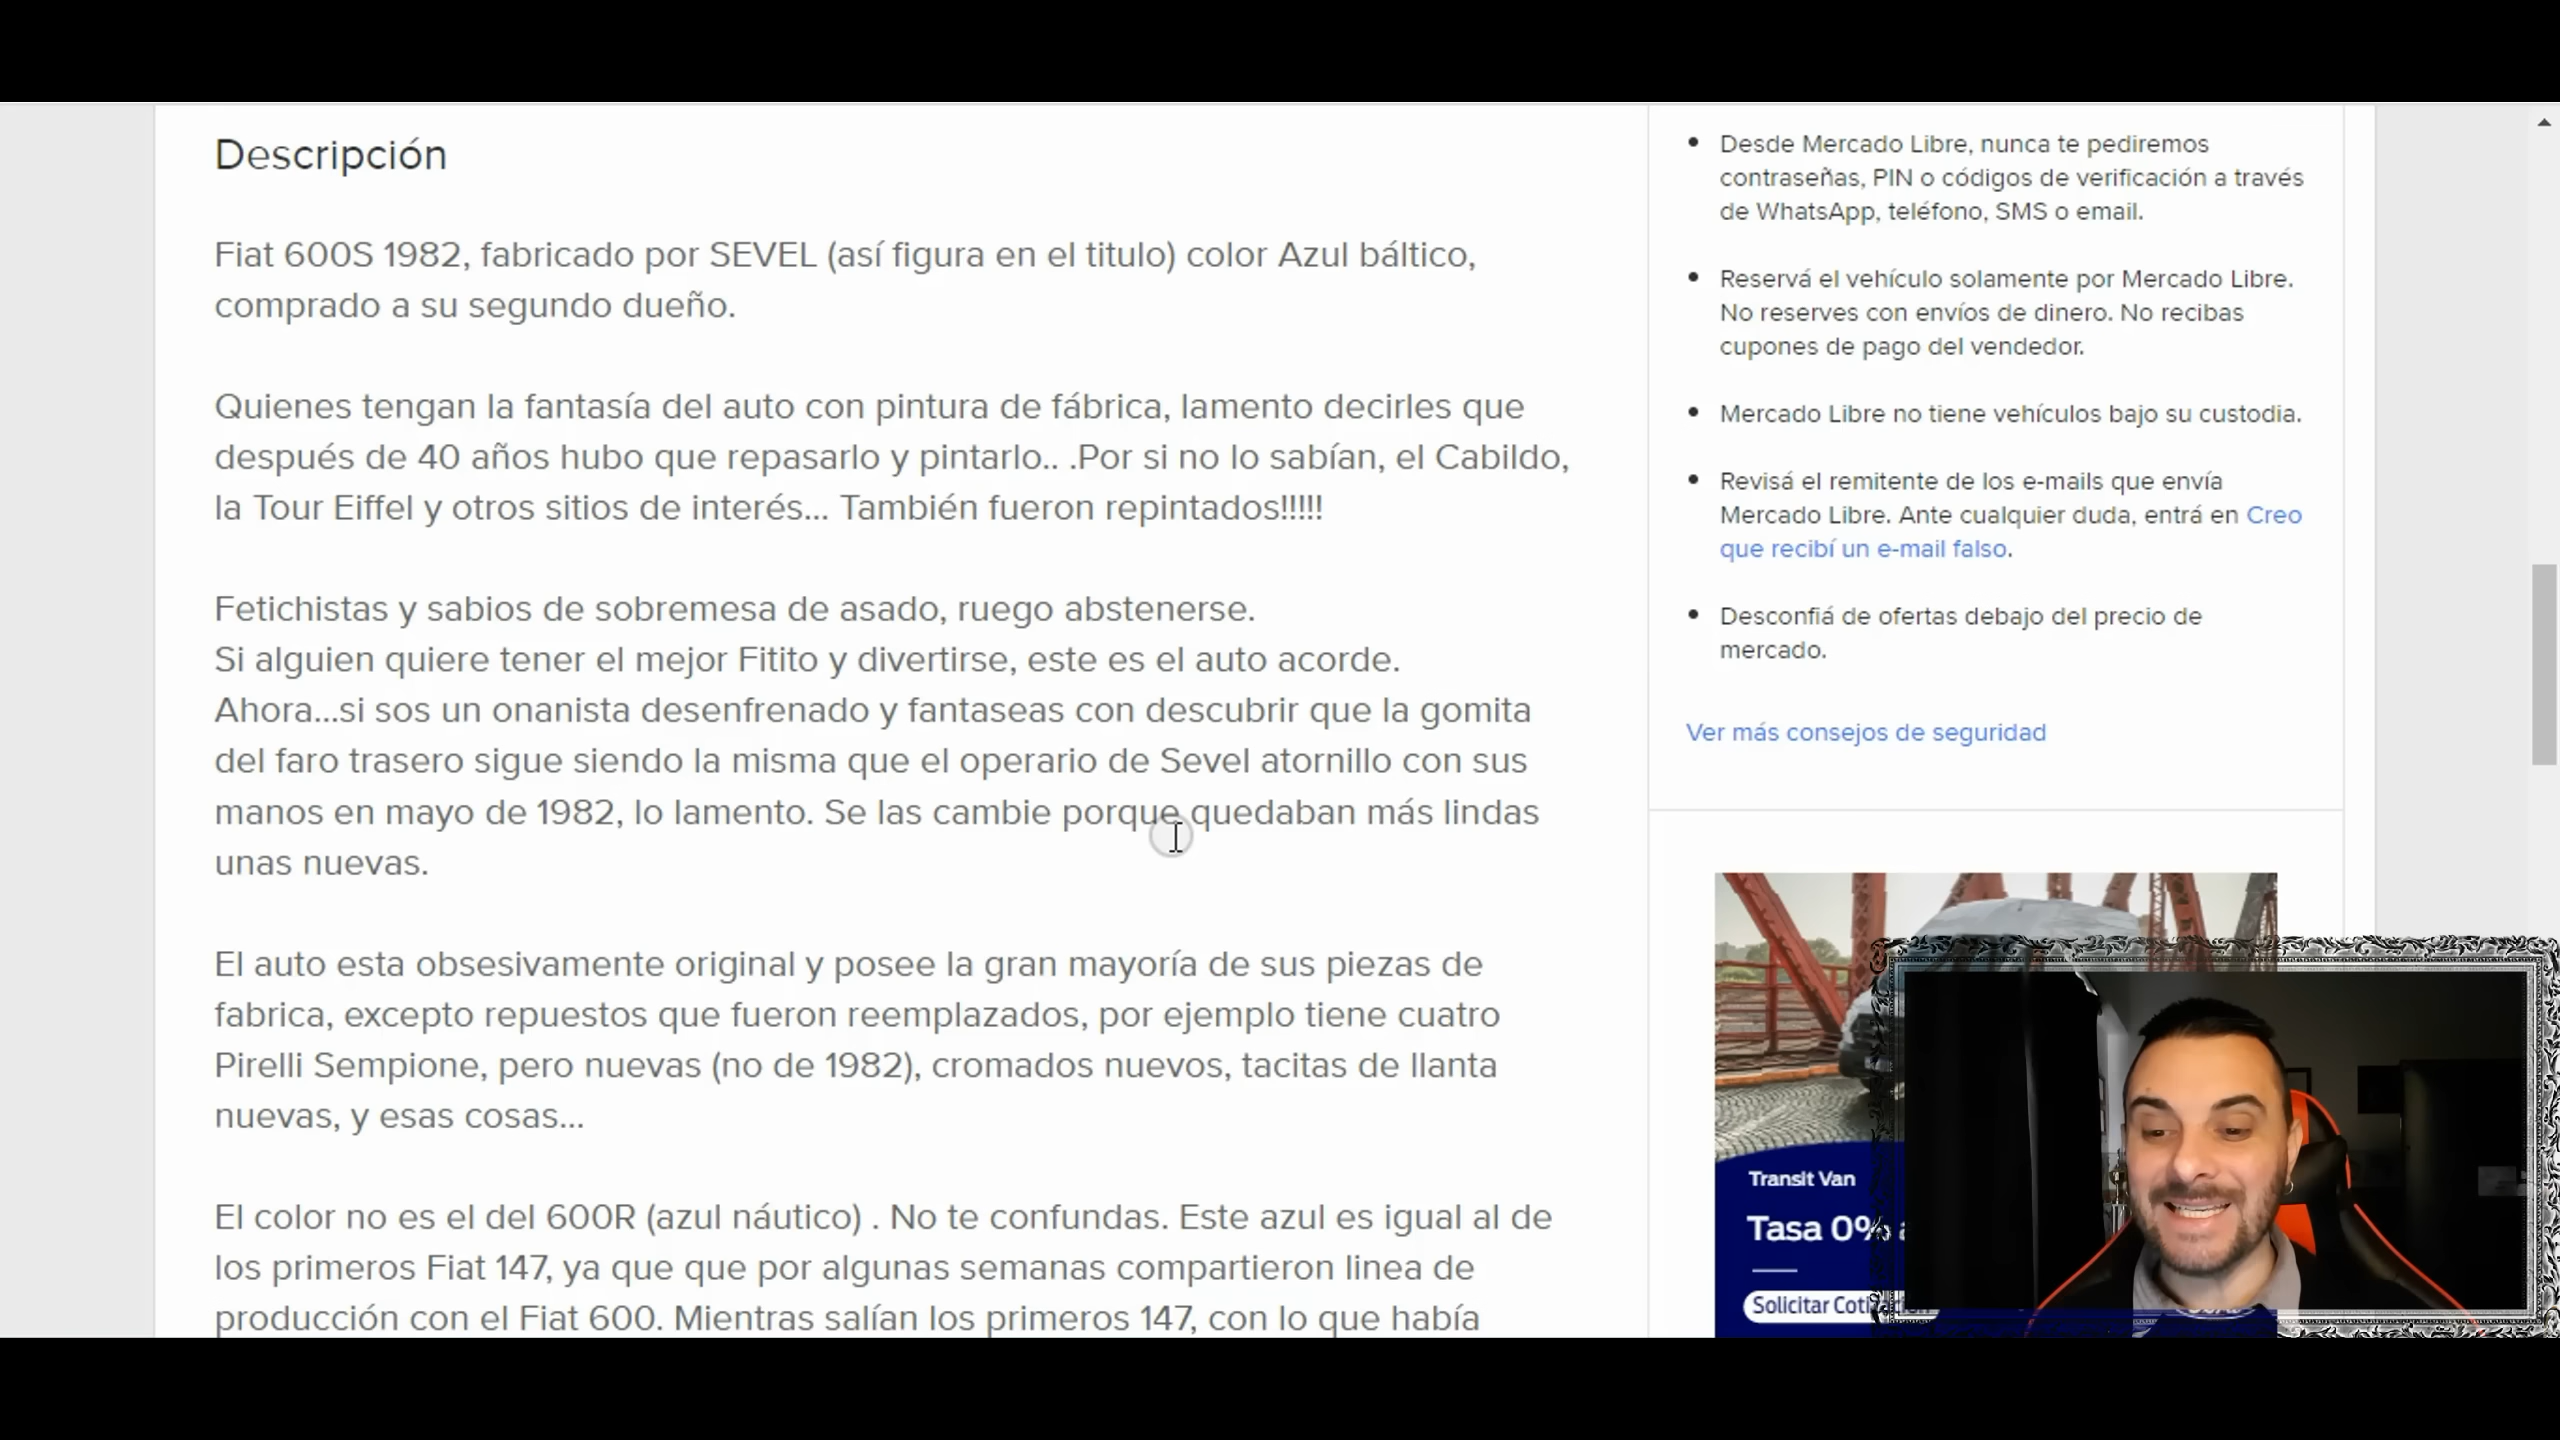 Descripción
Fiat 600S 1982, fabricado por SEVEL (así figura en el titulo) color Azul báltico,
comprado a su segundo dueño.
Quienes tengan la fantasía del auto con pintura de fábrica, lamento decirles que
después de 40 años hubo que repasarlo y pintarlo.. .Por si no lo sabían, el Cabildo,
la Tour Eiffel y otros sitios de interés... También fueron repintados!!!!!
Fetichistas y sabios de sobremesa de asado, ruego abstenerse.
Si alguien quiere tener el mejor Fitito y divertirse, este es el auto acorde.
Ahora...si sos un onanista desenfrenado y fantaseas con descubrir que la gomita
del faro trasero sigue siendo la misma que el operario de Sevel atornillo con sus
manos en mayo de 1982, lo lamento. Se las cambie porque quedaban más lindas
unas nuevas.
El auto esta obsesivamente original y posee la gran mayoría de sus piezas de
fabrica, excepto repuestos que fueron reemplazados, por ejemplo tiene cuatro
Pirelli Sempione, pero nuevas (no de 1982), cromados nuevos, tacitas de llanta
nuevas, y esas cosas...
El color no es el del 600R (azul náutico) . No te confundas. Este azul es igual al de
los primeros Fiat 147, ya que que por algunas semanas compartieron linea de
producción con el Fiat 600. Mientras salían los primeros 147, con lo que había
Desde Mercado Libre, nunca te pediremos
contraseñas, PIN o códigos de verificación a través
de WhatsApp, teléfono, SMS o email.
Reservá el vehículo solamente por Mercado Libre.
No reserves con envíos de dinero. No recibas
cupones de pago del vendedor.
Mercado Libre no tiene vehículos bajo su custodia.
Revisá el remitente de los e-mails que envía
Mercado Libre. Ante cualquier duda, entrá en Creo
que recibí un e-mail falso.
Desconfiá de ofertas debajo del precio de
mercado.
Ver más consejos de seguridad
Transit Van
Tasa 0%
Solicitar